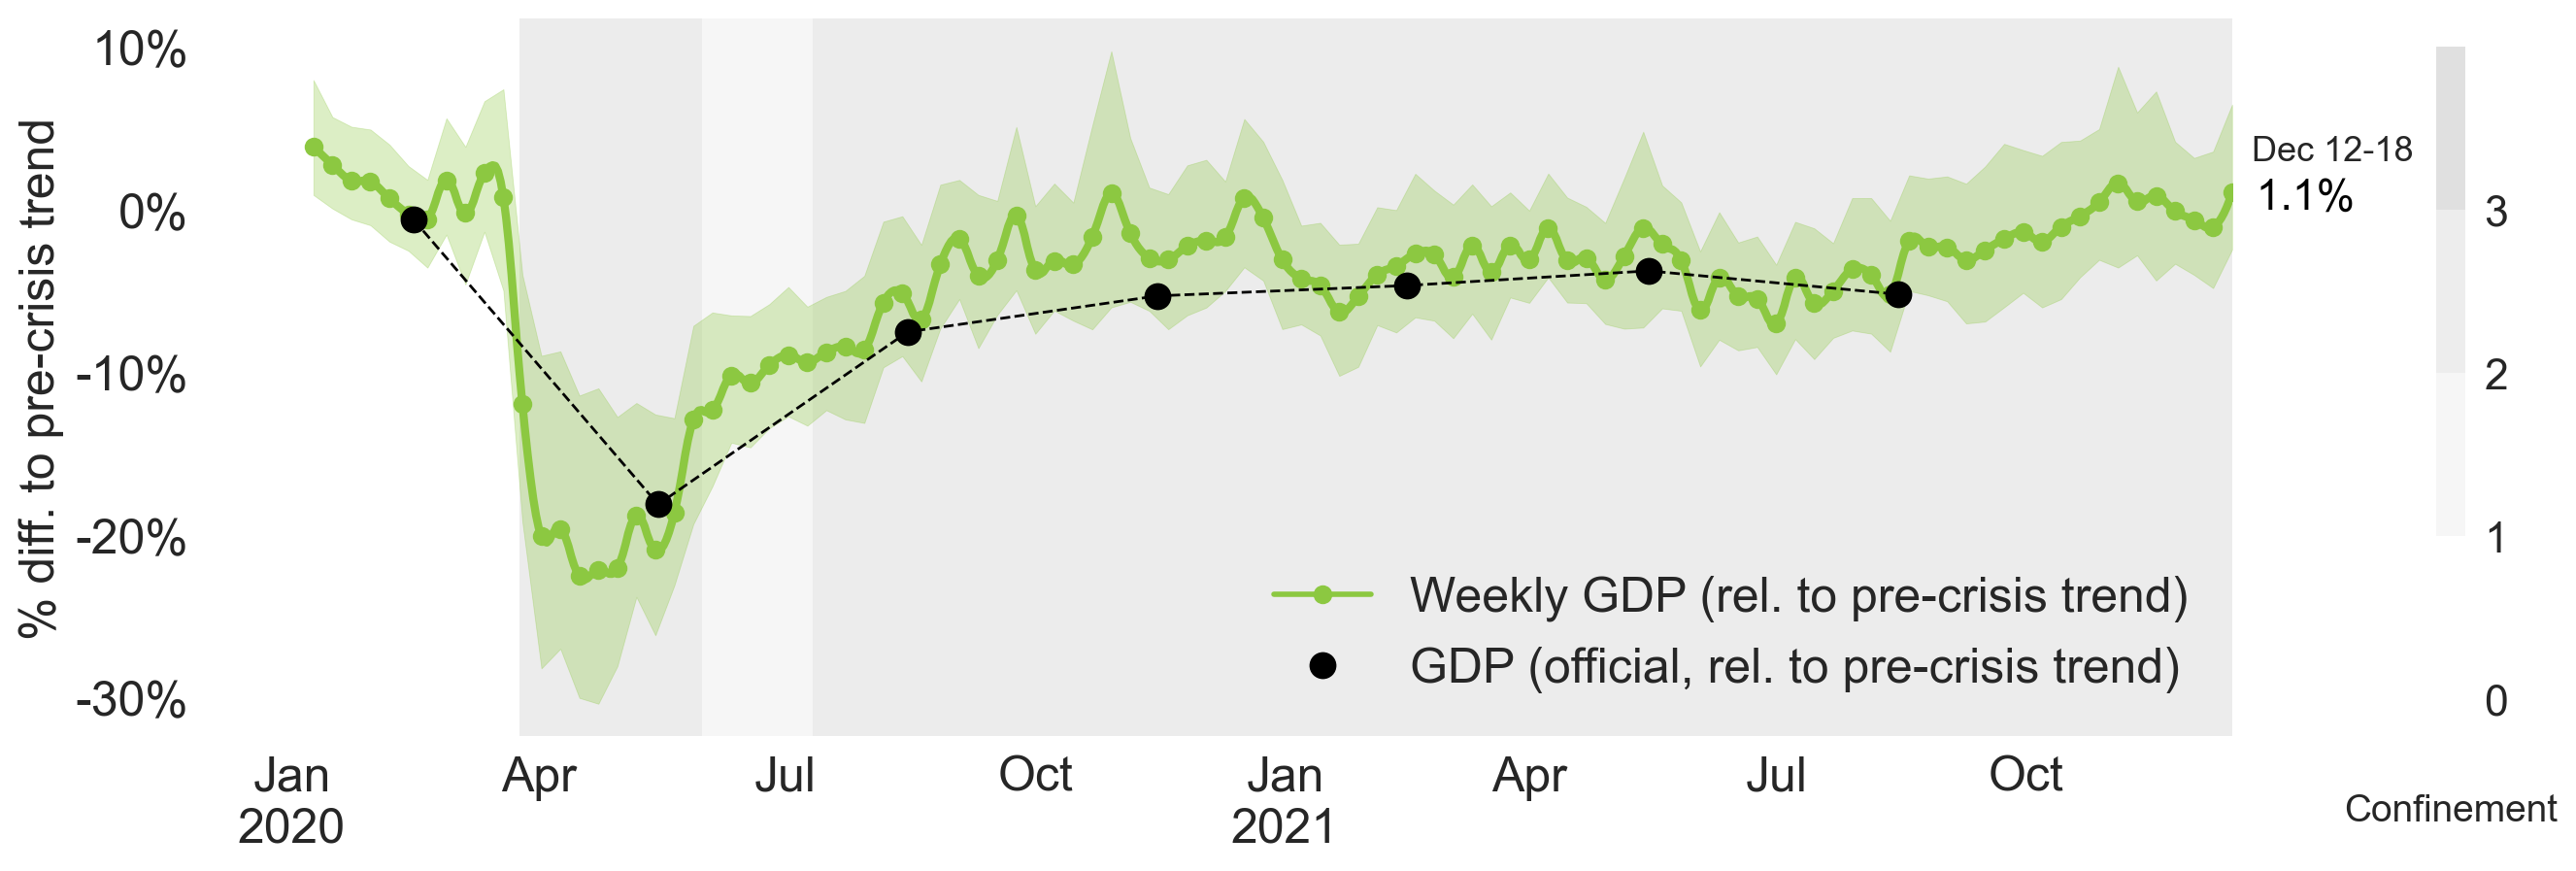 % diff. to pre-crisis trend
10%
0%
-10%
-20%
-30%
Jan
2020
Apr
Jul
Oct
Jan
2021
Apr
Jul
Oct
Weekly GDP (rel. to pre-crisis trend)
GDP (official, rel. to pre-crisis trend)
Dec 12-18
1.1%
3
2
1
0
Confinement